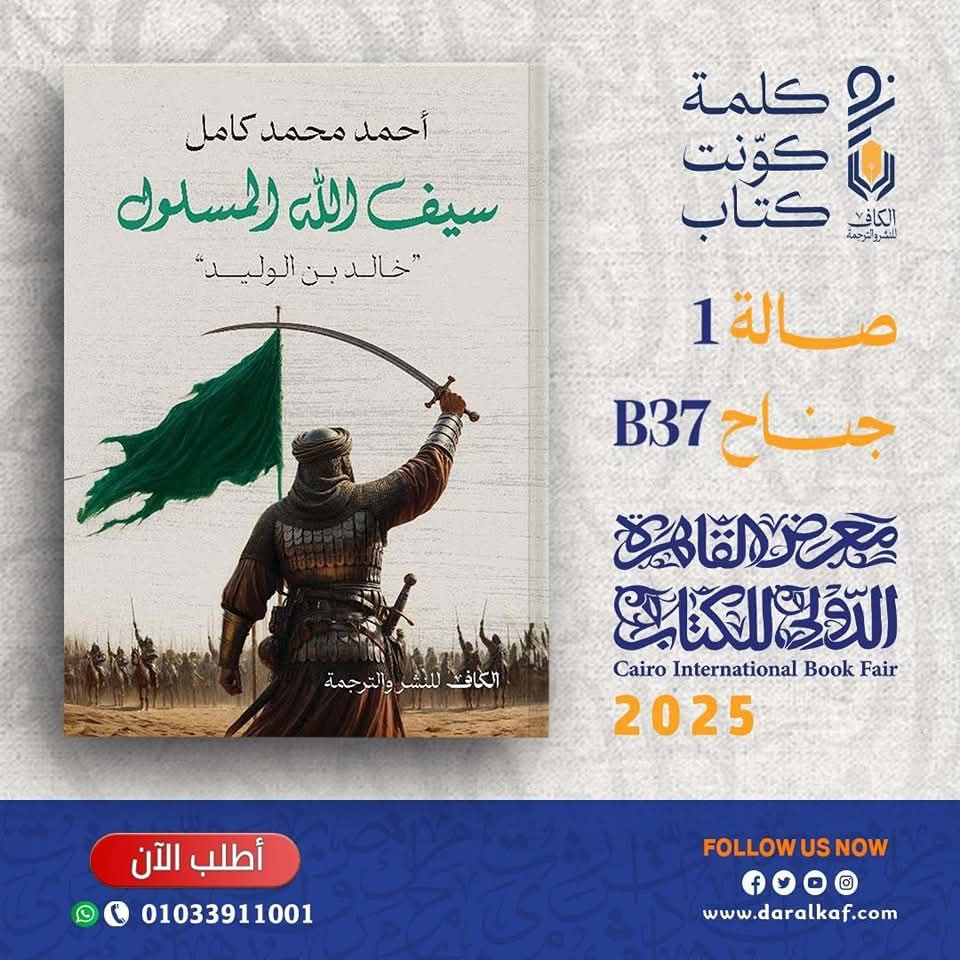 أحمد محمد كامل
سيف الله المسلول
"خالد بن الوليد"
الكاف للنشر والترجمة
كلمة
كوّنت
كتاب
الكاف
للنشر والترجمة
صالة 1
جناح B37
معرض القاهرة
الدولي للكتاب
Cairo International Book Fair
2025
أطلب الآن
01033911001
FOLLOW US NOW
www.daralkaf.com